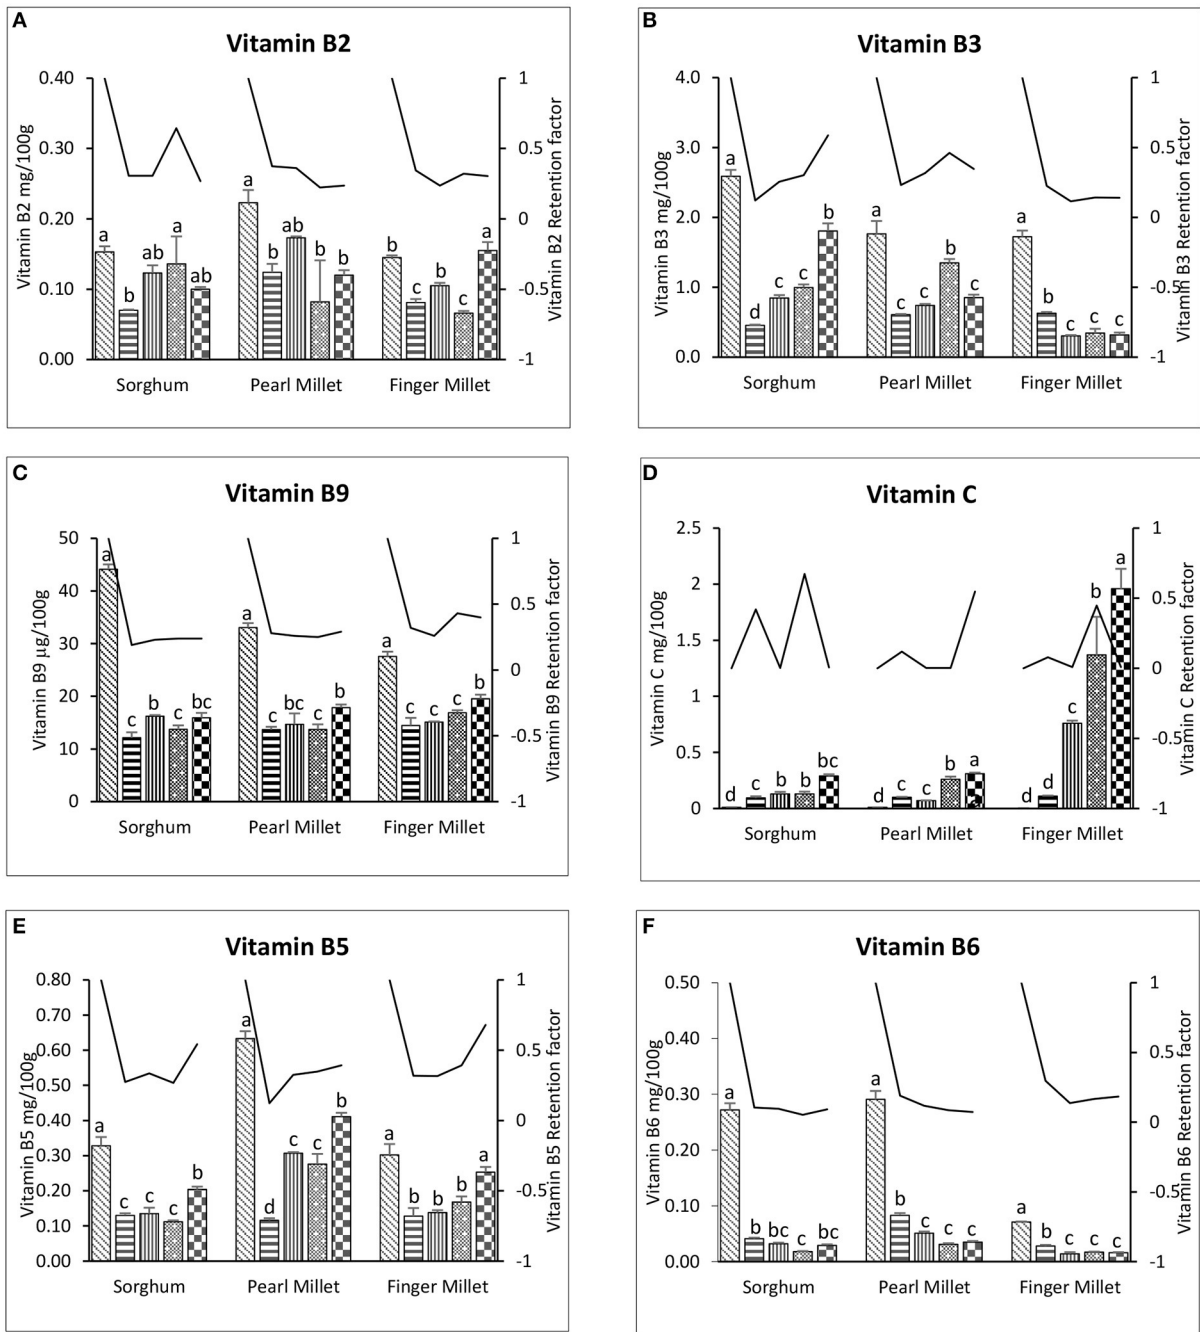 A
Vitamin B2
Vitamin B2 mg/100g
0.40
0.30
0.20
0.10
0.00
a b ab a ab
a b ab b b
b c b c a
1
0.5
0
-0.5
-1
Vitamin B2 Retention factor
Sorghum Pearl Millet Finger Millet
B
Vitamin B3
Vitamin B3 mg/100g
4.0
3.0
2.0
1.0
0.0
a d c c b
a c c b c
a b c c c
1
0.5
0
-0.5
-1
Vitamin B3 Retention factor
Sorghum Pearl Millet Finger Millet
C
Vitamin B9
Vitamin B9 µg/100g
50
40
30
20
10
0
a c b c bc
a c bc c b
a c c c b
1
0.5
0
-0.5
-1
Vitamin B9 Retention factor
Sorghum Pearl Millet Finger Millet
D
Vitamin C
Vitamin C mg/100g
2.5
2
1.5
1
0.5
0
d c b b bc
d c c b a
d d c b a
1
0.5
0
-0.5
-1
Vitamin C Retention factor
Sorghum Pearl Millet Finger Millet
E
Vitamin B5
Vitamin B5 mg/100g
0.80
0.70
0.60
0.50
0.40
0.30
0.20
0.10
0.00
a c c c b
a d c c b
a b b b a
1
0.5
0
-0.5
-1
Vitamin B5 Retention factor
Sorghum Pearl Millet Finger Millet
F
Vitamin B6
Vitamin B6 mg/100g
0.50
0.40
0.30
0.20
0.10
0.00
a b bc c bc
a b c c c
a b c c c
1
0.5
0
-0.5
-1
Vitamin B6 Retention factor
Sorghum Pearl Millet Finger Millet